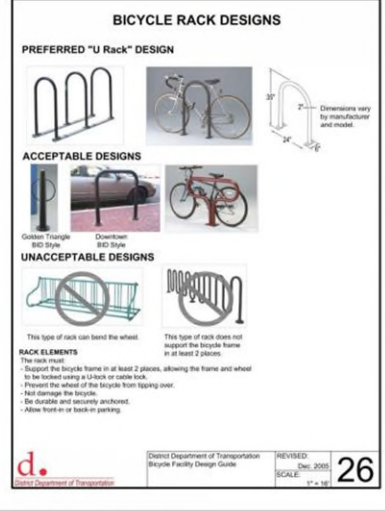 BICYCLE RACK DESIGNS
PREFERRED "U Rack" DESIGN
2"
Dimensions vary
by manufacturer
and model.
24"
6"
ACCEPTABLE DESIGNS
Golden Triangle
BID Style
Downtown
BID Style
UNACCEPTABLE DESIGNS
This type of rack can bend the wheel.
This type of rack does not
support the bicycle frame
in at least 2 places.
RACK ELEMENTS
The rack must:
- Support the bicycle frame in at least 2 places, allowing the frame and wheel
to be locked using a U-lock or cable lock.
- Prevent the wheel of the bicycle from tipping over.
- Not damage the bicycle.
- Be durable and securely anchored.
- Allow front-in or back-in parking.
d.
District Department of Transportation
District Department of Transportation
Bicycle Facility Design Guide
REVISED:
Dec. 2005
SCALE:
1" = 16'
26